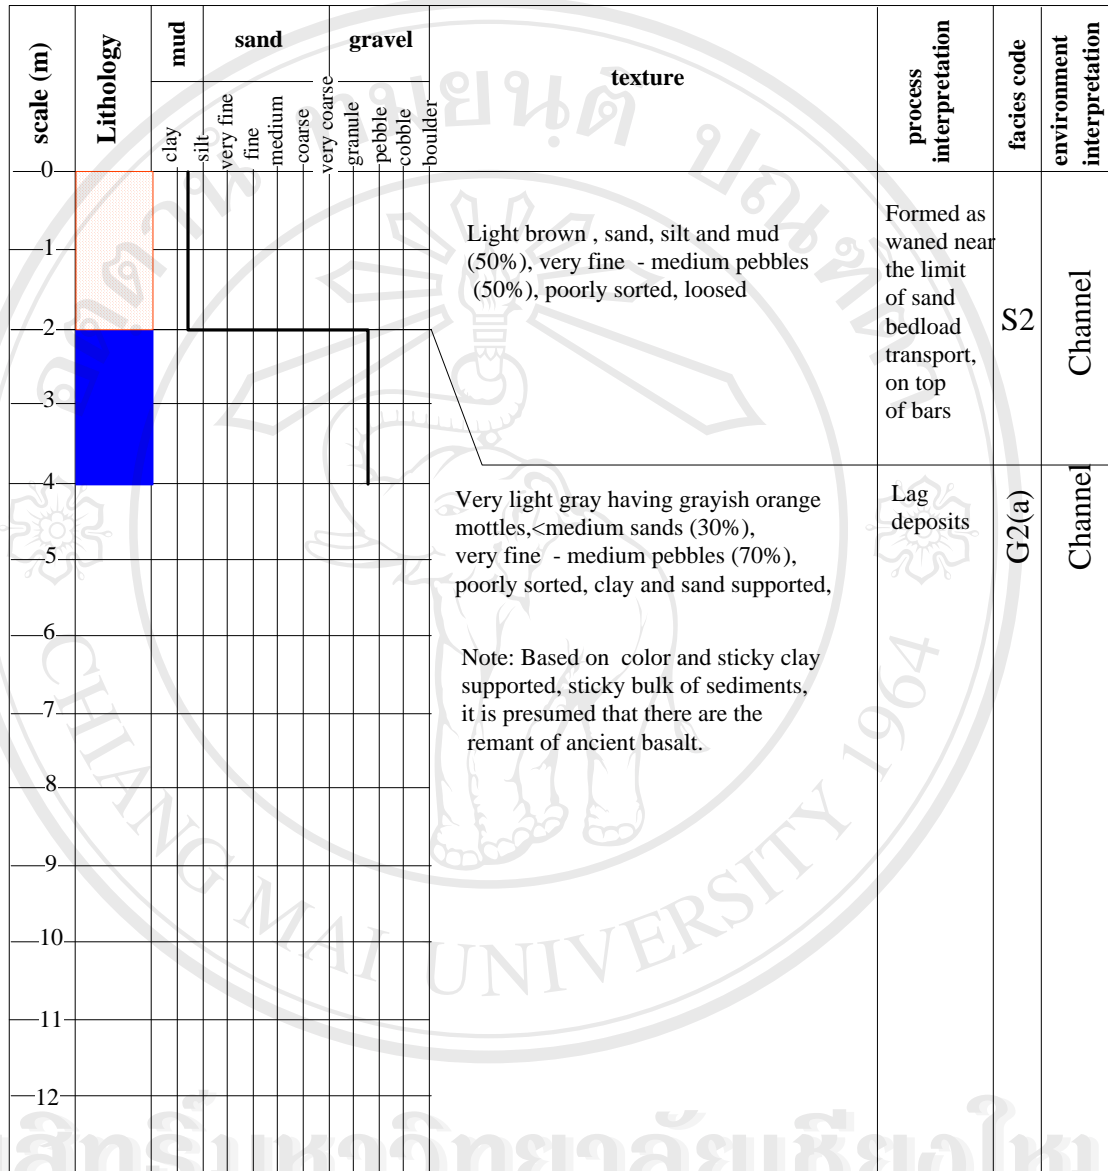 scale (m)
Lithology
mud
sand
gravel
clay
silt
very fine
fine
medium
coarse
very coarse
granule
pebble
cobble
boulder
texture
process
interpretation
facies code
environment
interpretation
0
1
2
3
4
5
6
7
8
9
10
11
12
Light brown , sand, silt and mud
(50%), very fine - medium pebbles
(50%), poorly sorted, loosed
Formed as
waned near
the limit
of sand
bedload
transport,
on top
of bars
S2
Channel
Very light gray having grayish orange
mottles,<medium sands (30%),
very fine - medium pebbles (70%),
poorly sorted, clay and sand supported,
Lag
deposits
G2(a)
Channel
Note: Based on color and sticky clay
supported, sticky bulk of sediments,
it is presumed that there are the
remant of ancient basalt.
CHIANG MAI UNIVERSITY 1964